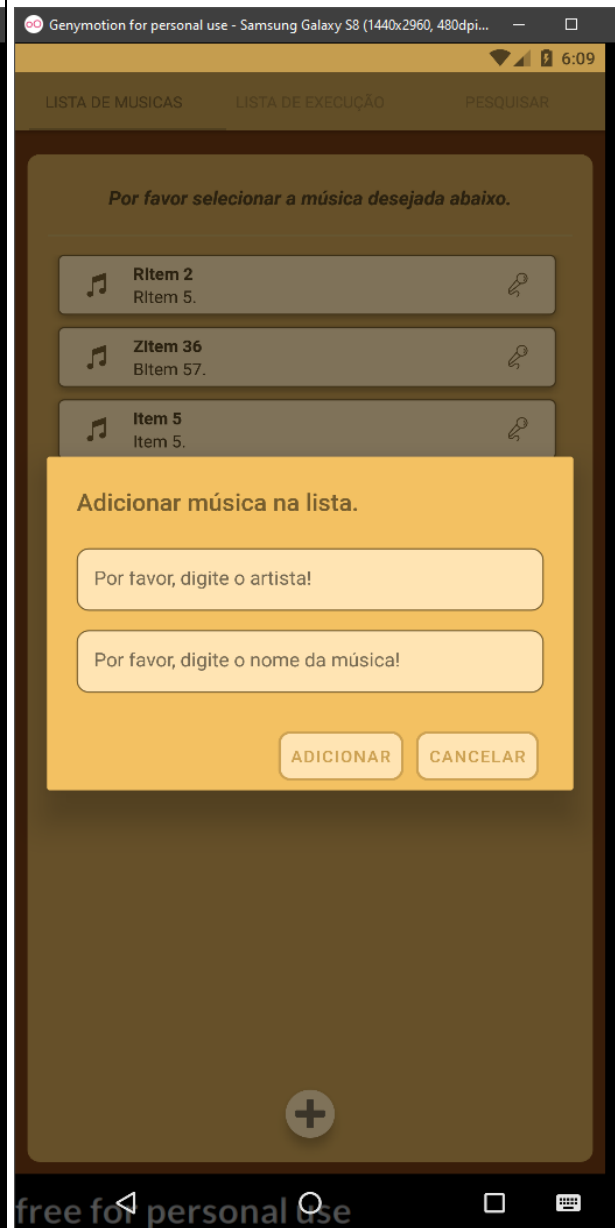 Genymotion for personal use - Samsung Galaxy S8 (1440x2960, 480dpi...
6:09
LISTA DE MUSICAS LISTA DE EXECUÇÃO PESQUISAR
Por favor selecionar a música desejada abaixo.
RItem 2
RItem 5.
ZItem 36
BItem 57.
Item 5
Item 5.
Adicionar música na lista.
Por favor, digite o artista!
Por favor, digite o nome da música!
ADICIONAR CANCELAR
free for personal use